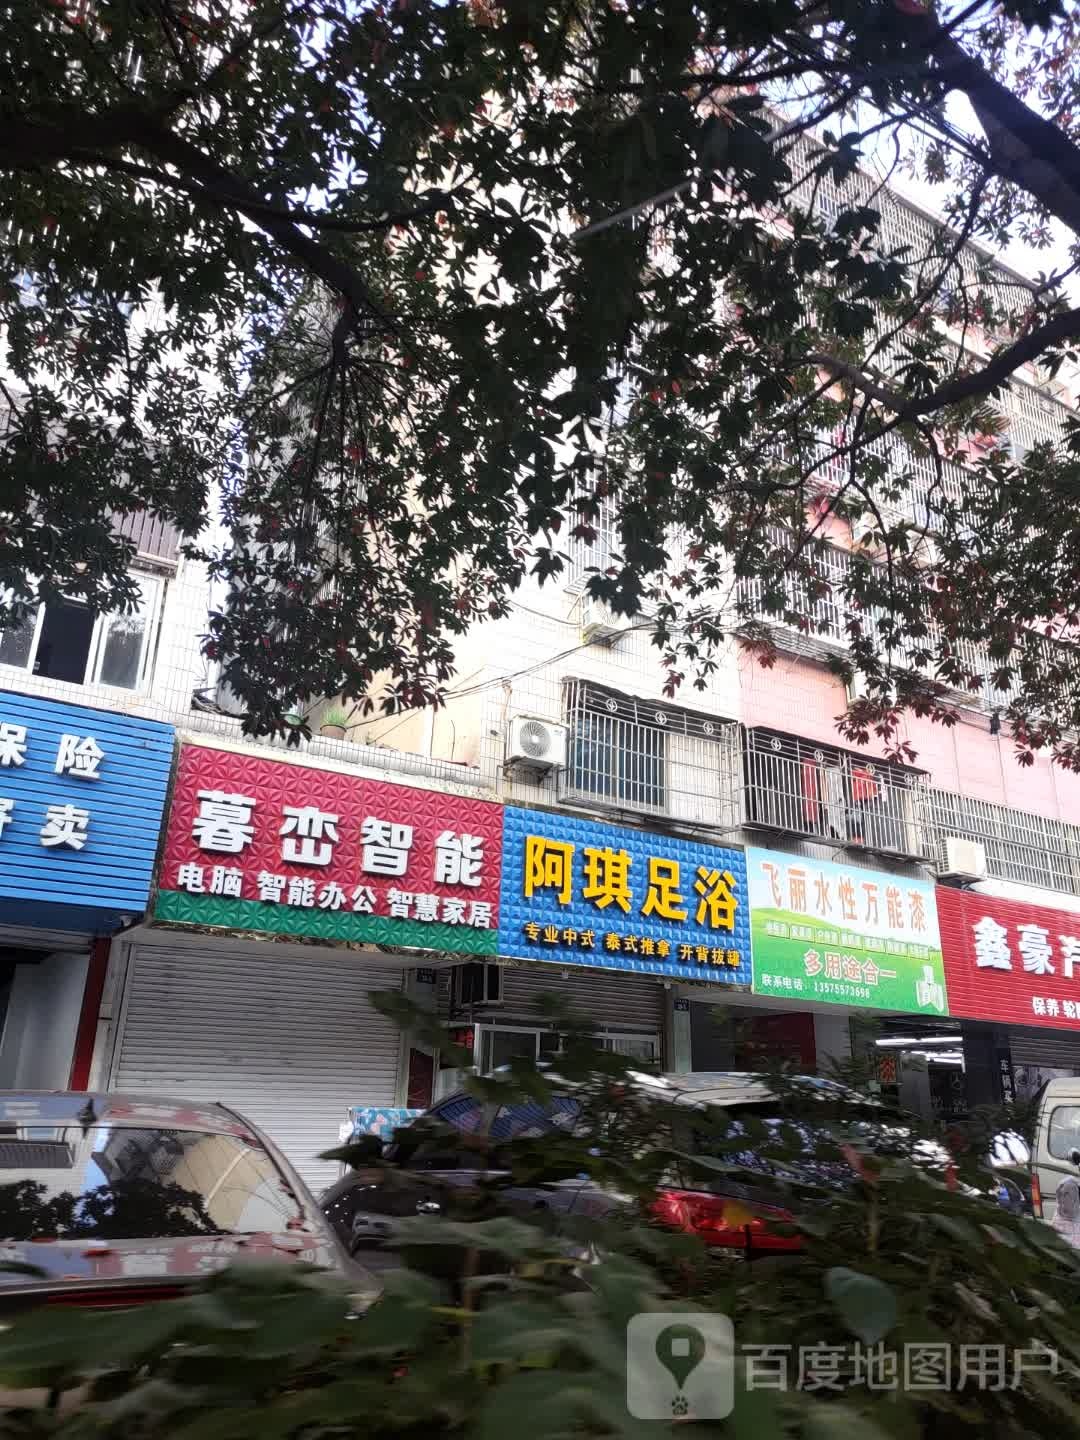 保险
寄卖
暮峦智能
电脑 智能办公 智慧家居
阿琪足浴
专业中式 泰式推拿 开背拔罐
飞丽水性万能漆
多用途合一
联系电话：13575573698
鑫豪汽
保养 轮
百度地图用户